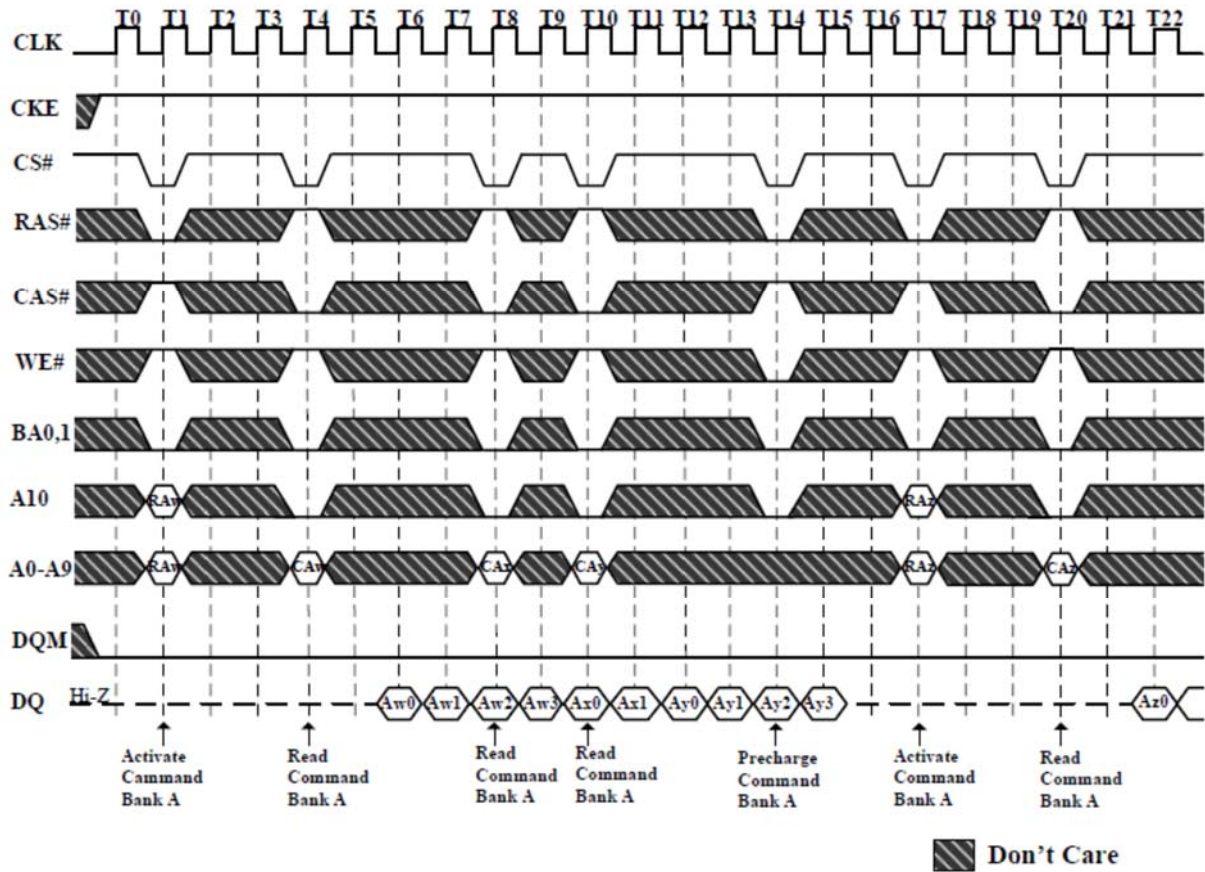 T0 T1 T2 T3 T4 T5 T6 T7 T8 T9 T10 T11 T12 T13 T14 T15 T16 T17 T18 T19 T20 T21 T22
CLK
CKE
CS#
RAS#
CAS#
WE#
BA0,1
A10 RAw RAz
A0-A9 RAw CAw CAx CAy RAz CAz
DQM
DQ Hi-Z Aw0 Aw1 Aw2 Aw3 Ax0 Ax1 Ay0 Ay1 Ay2 Ay3 Az0
Activate
Cammand
Bank A
Read
Command
Bank A
Read
Command
Bank A
Read
Command
Bank A
Precharge
Command
Bank A
Activate
Command
Bank A
Read
Command
Bank A
Don't Care